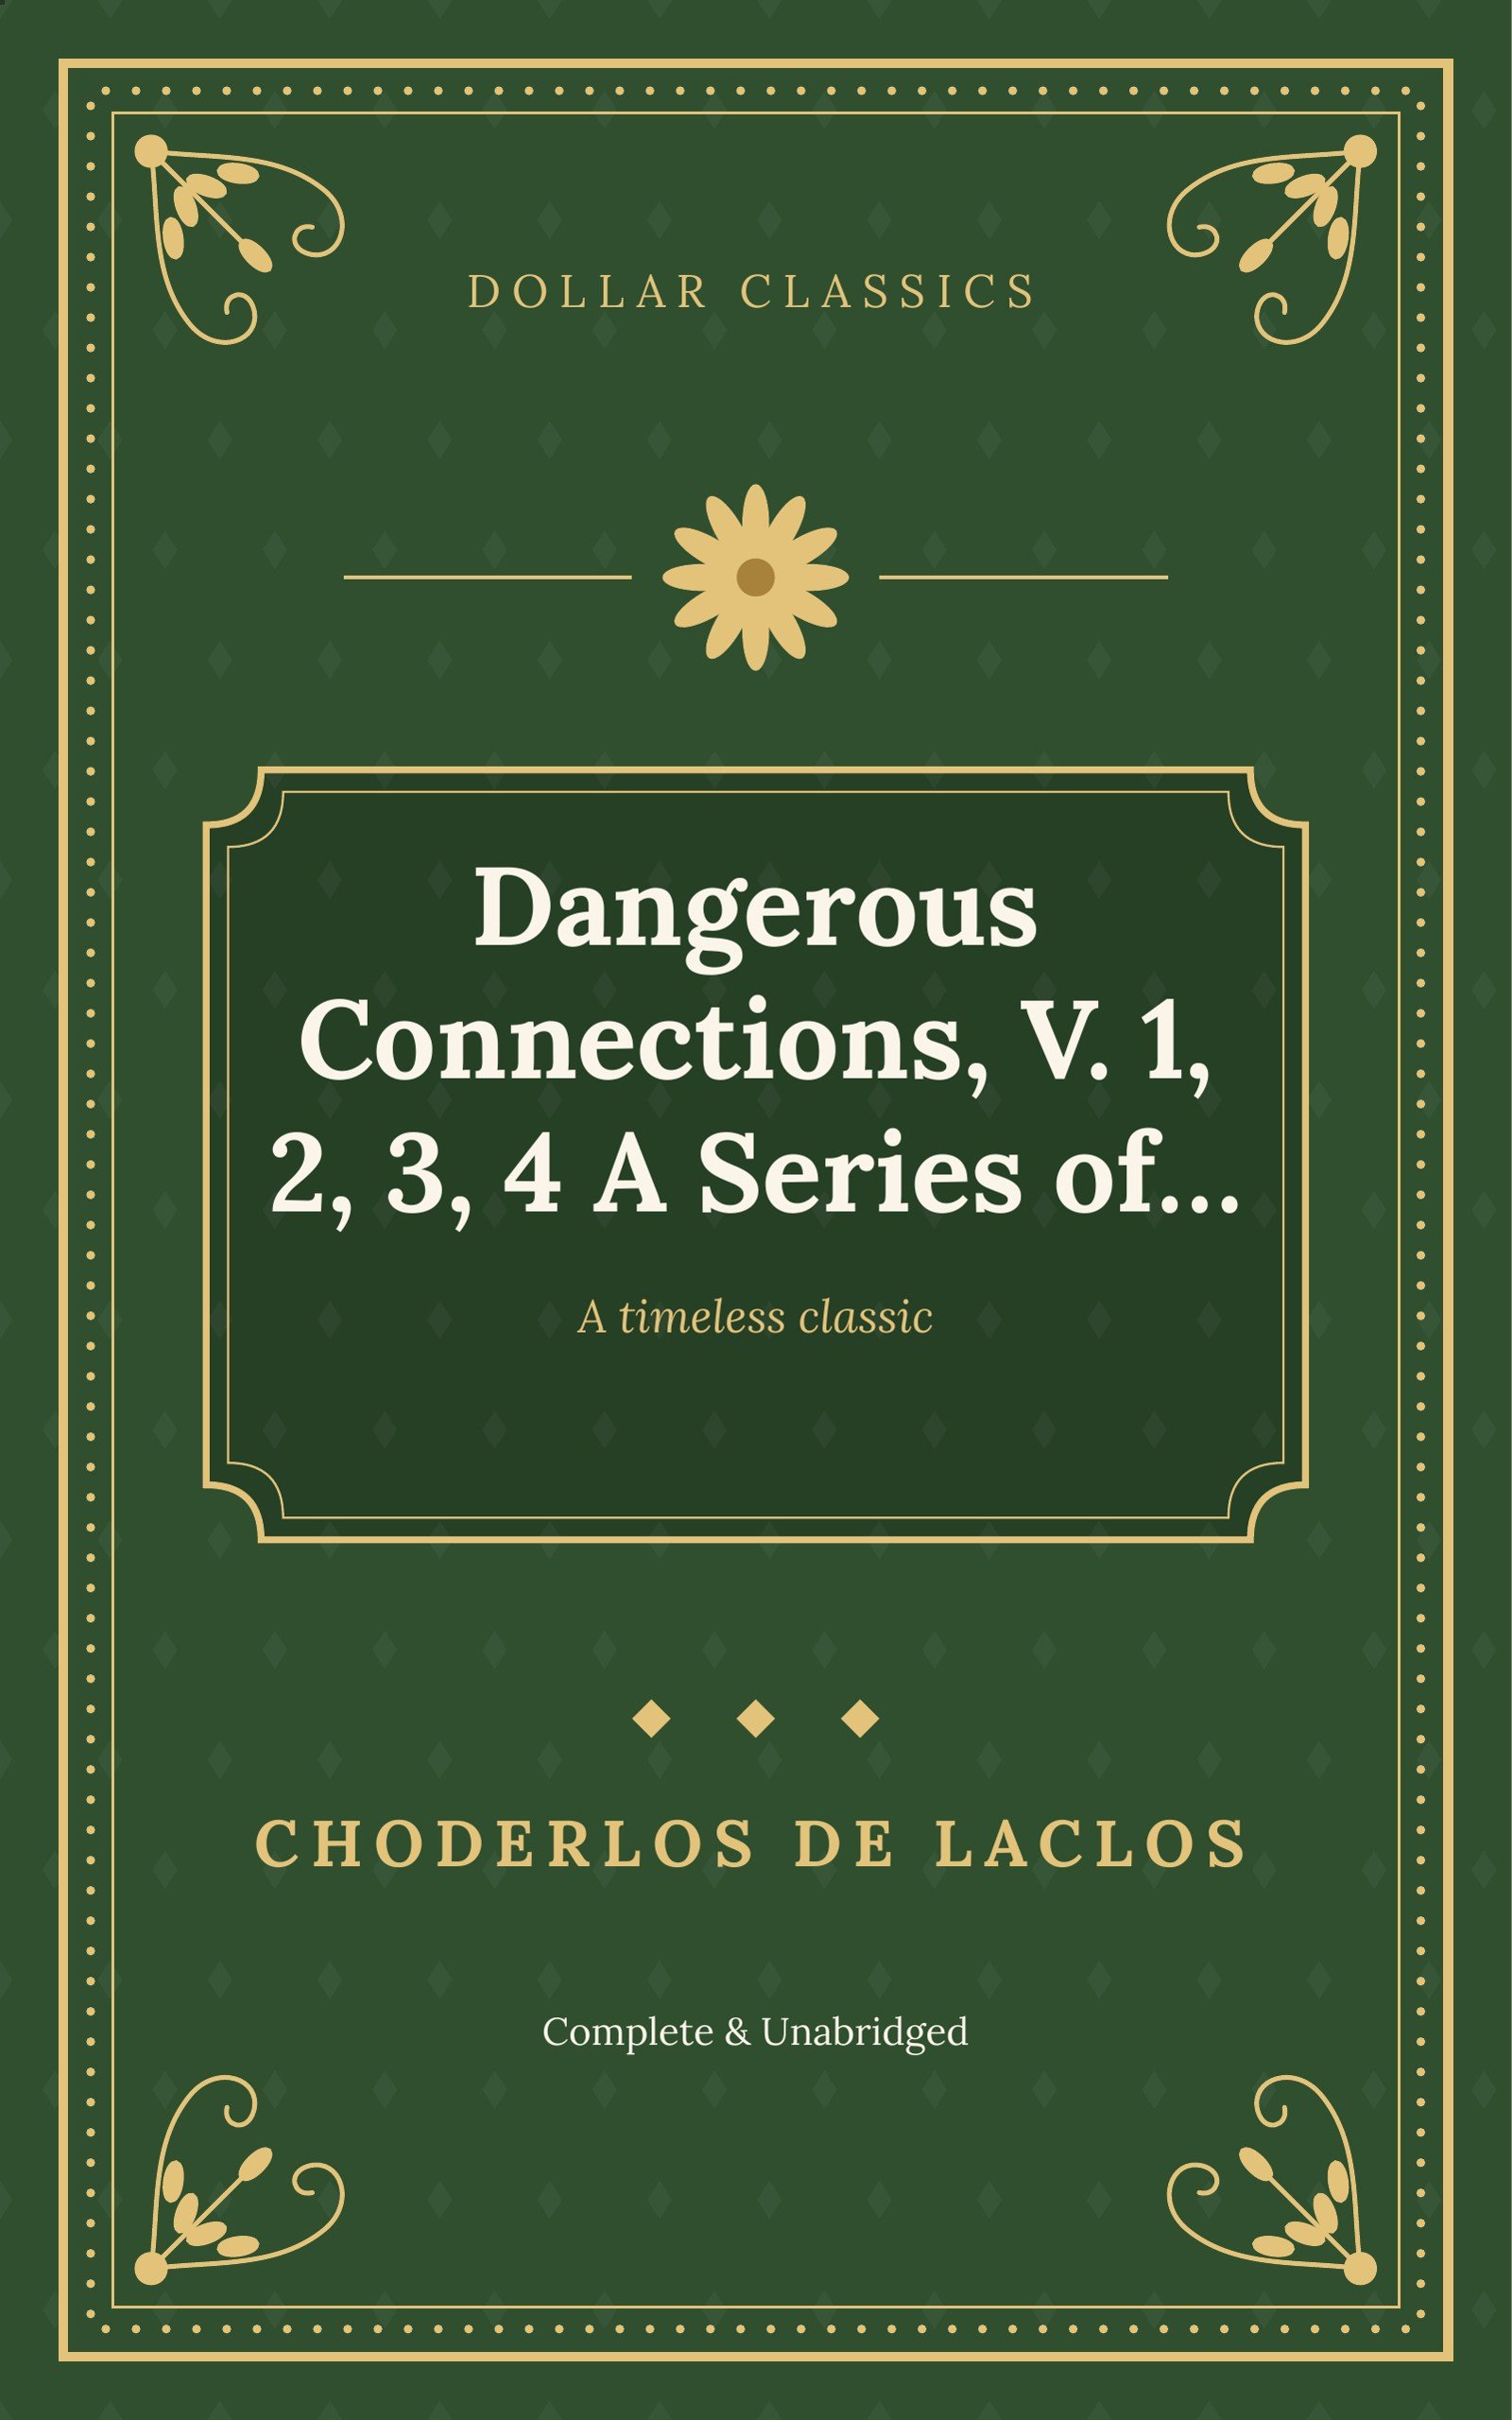 DOLLAR CLASSICS
Dangerous
Connections, V. 1,
2, 3, 4 A Series of...
A timeless classic
CHODERLOS DE LACLOS
Complete & Unabridged